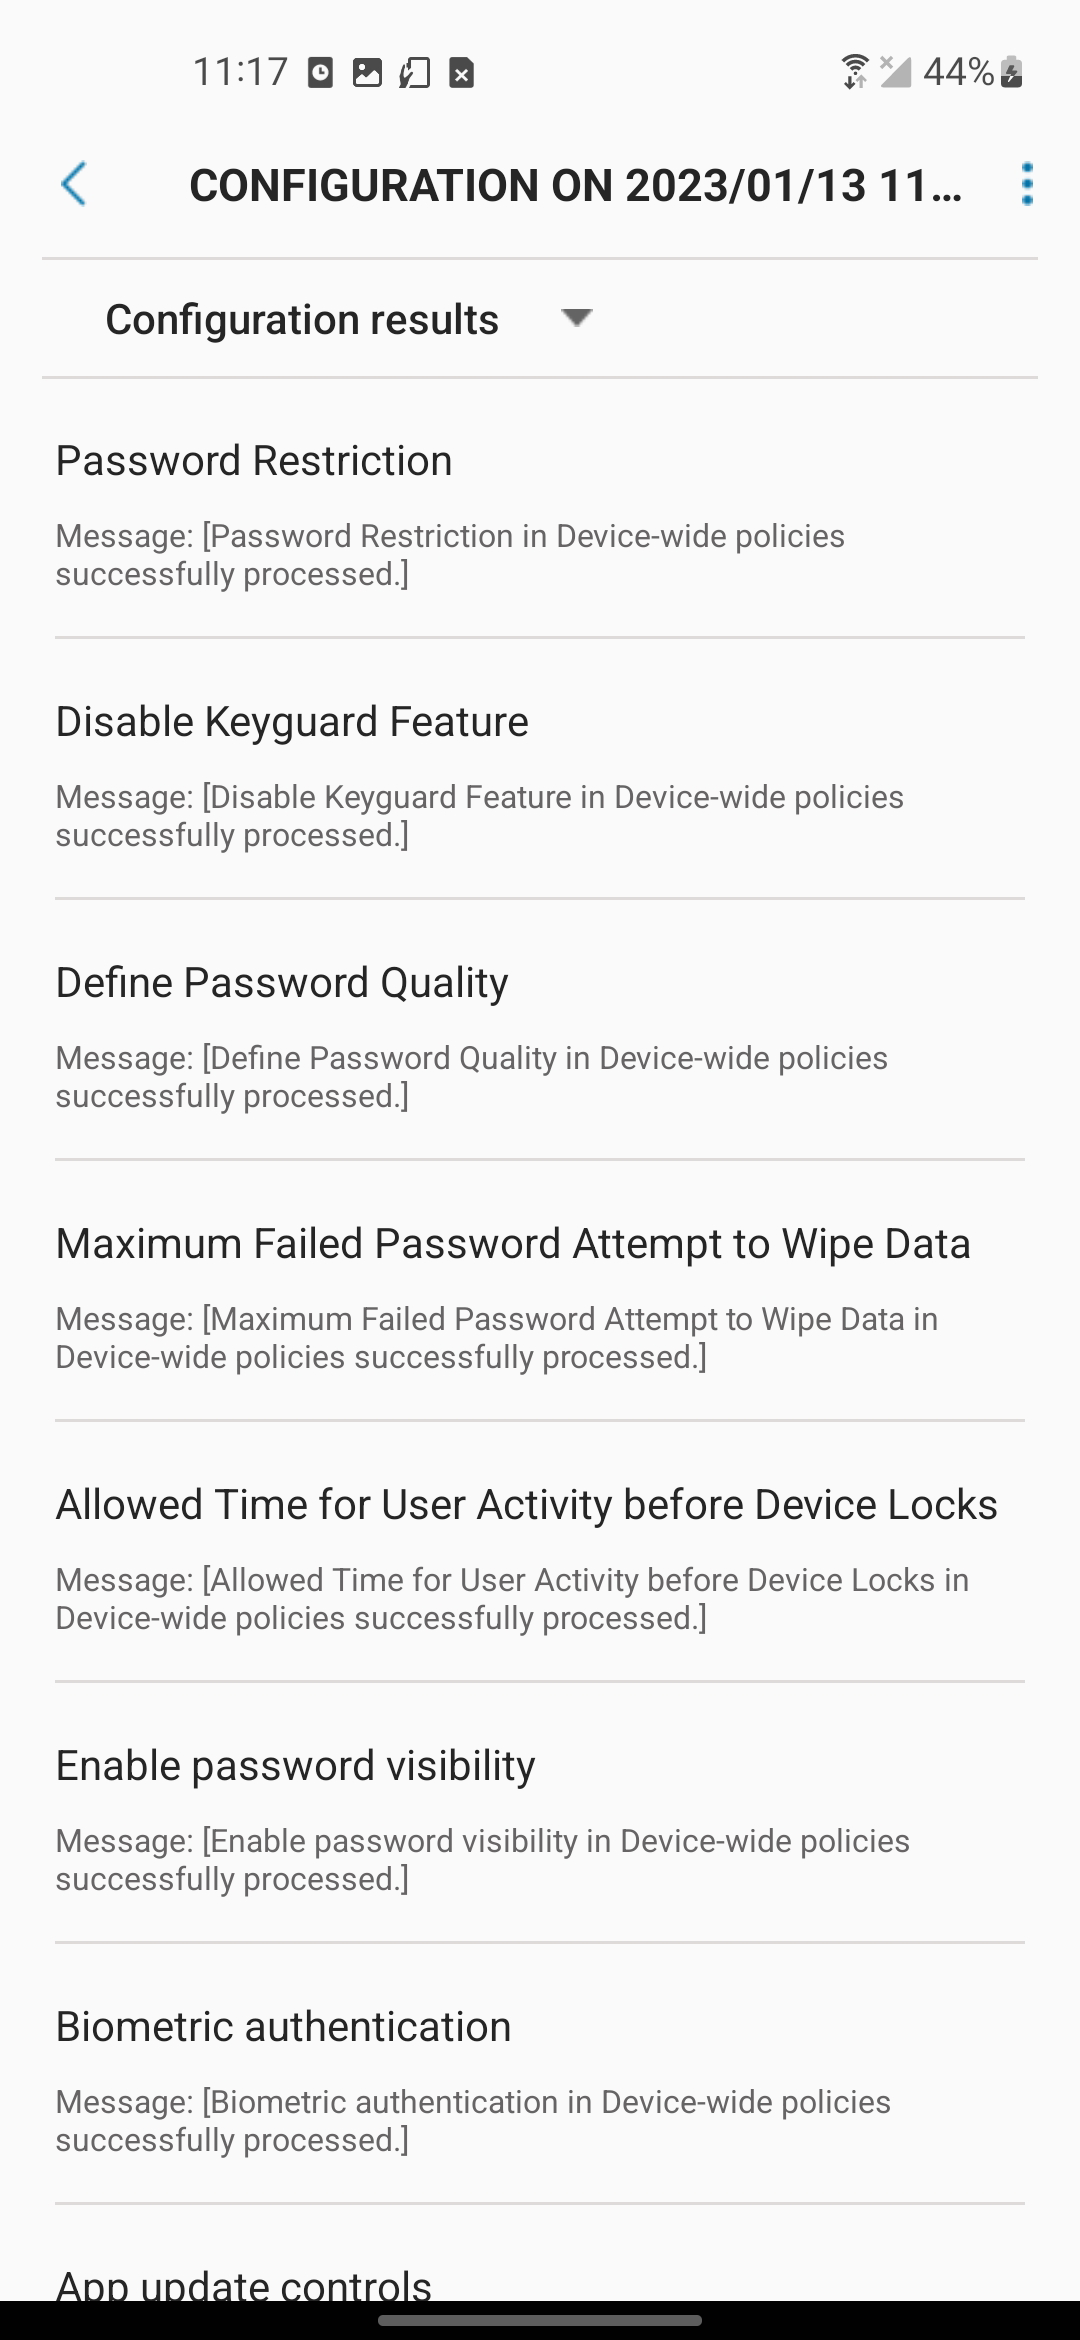 11:17
44%
CONFIGURATION ON 2023/01/13 11...
Configuration results
Password Restriction
Message: [Password Restriction in Device-wide policies
successfully processed.]
Disable Keyguard Feature
Message: [Disable Keyguard Feature in Device-wide policies
successfully processed.]
Define Password Quality
Message: [Define Password Quality in Device-wide policies
successfully processed.]
Maximum Failed Password Attempt to Wipe Data
Message: [Maximum Failed Password Attempt to Wipe Data in
Device-wide policies successfully processed.]
Allowed Time for User Activity before Device Locks
Message: [Allowed Time for User Activity before Device Locks in
Device-wide policies successfully processed.]
Enable password visibility
Message: [Enable password visibility in Device-wide policies
successfully processed.]
Biometric authentication
Message: [Biometric authentication in Device-wide policies
successfully processed.]
App update controls